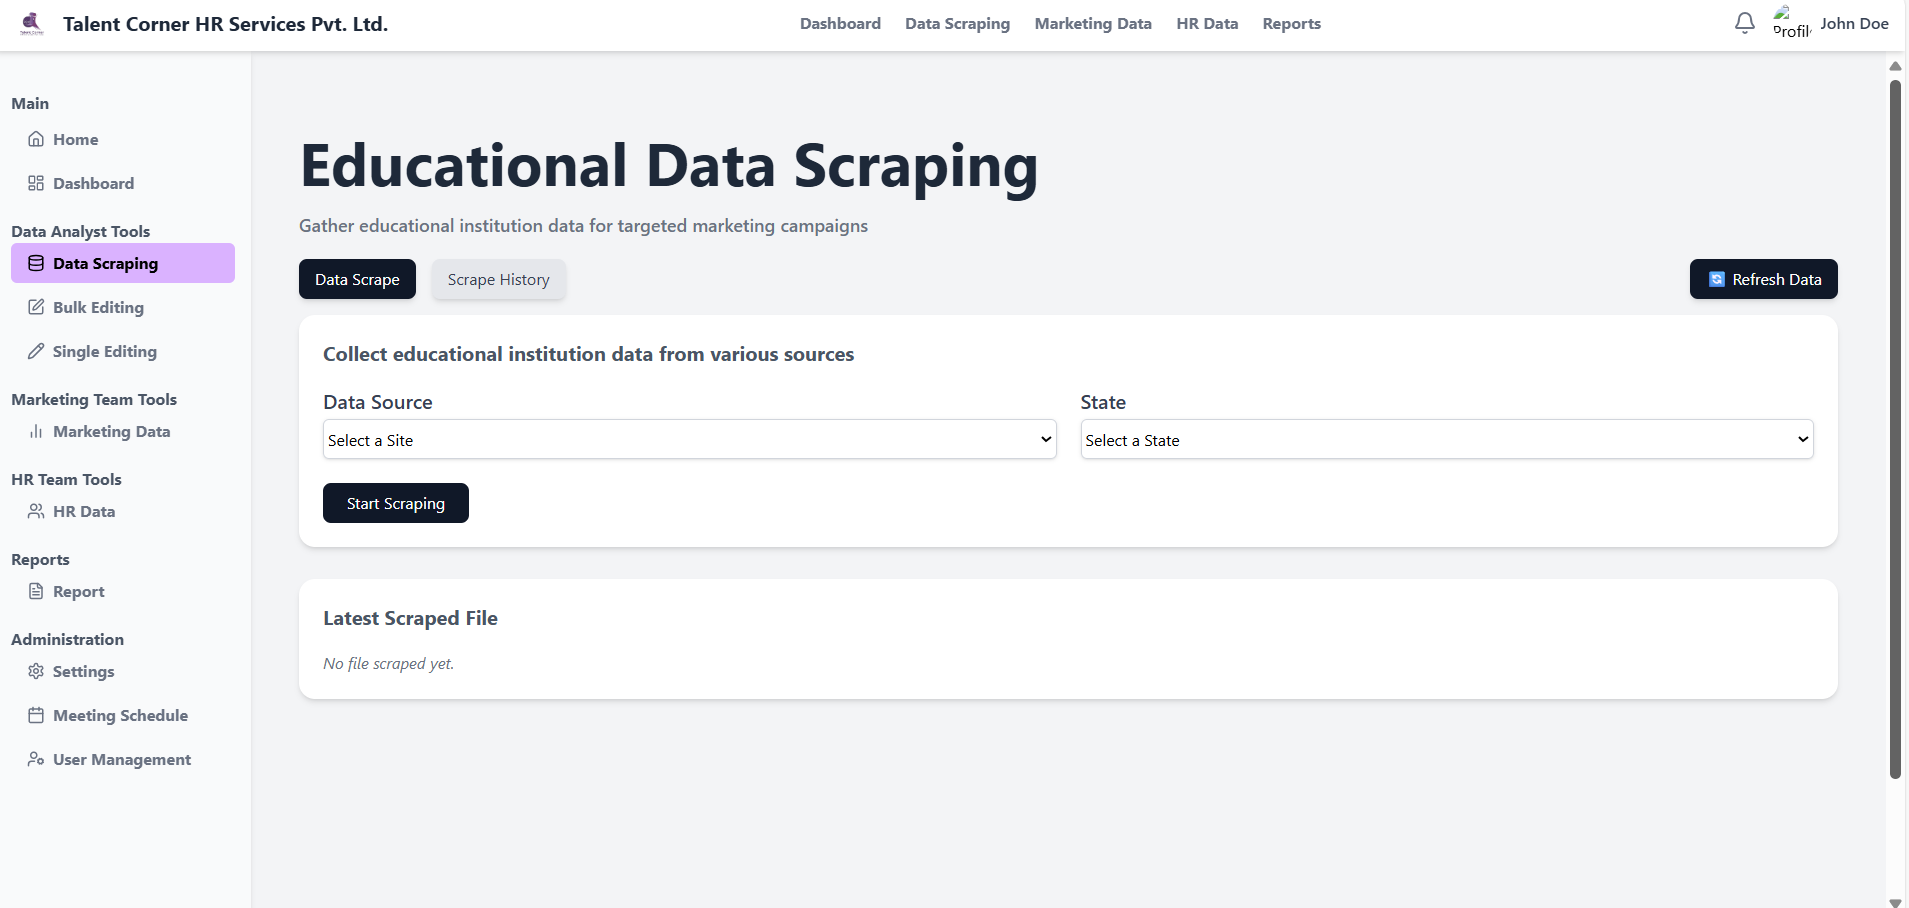 Talent Corner HR Services Pvt. Ltd.
Dashboard Data Scraping Marketing Data HR Data Reports
Profil
John Doe
Main
Home
Dashboard
Data Analyst Tools
Data Scraping
Bulk Editing
Single Editing
Marketing Team Tools
Marketing Data
HR Team Tools
HR Data
Reports
Report
Administration
Settings
Meeting Schedule
User Management
Educational Data Scraping
Gather educational institution data for targeted marketing campaigns
Data Scrape Scrape History Refresh Data
Collect educational institution data from various sources
Data Source State
Select a Site Select a State
Start Scraping
Latest Scraped File
No file scraped yet.